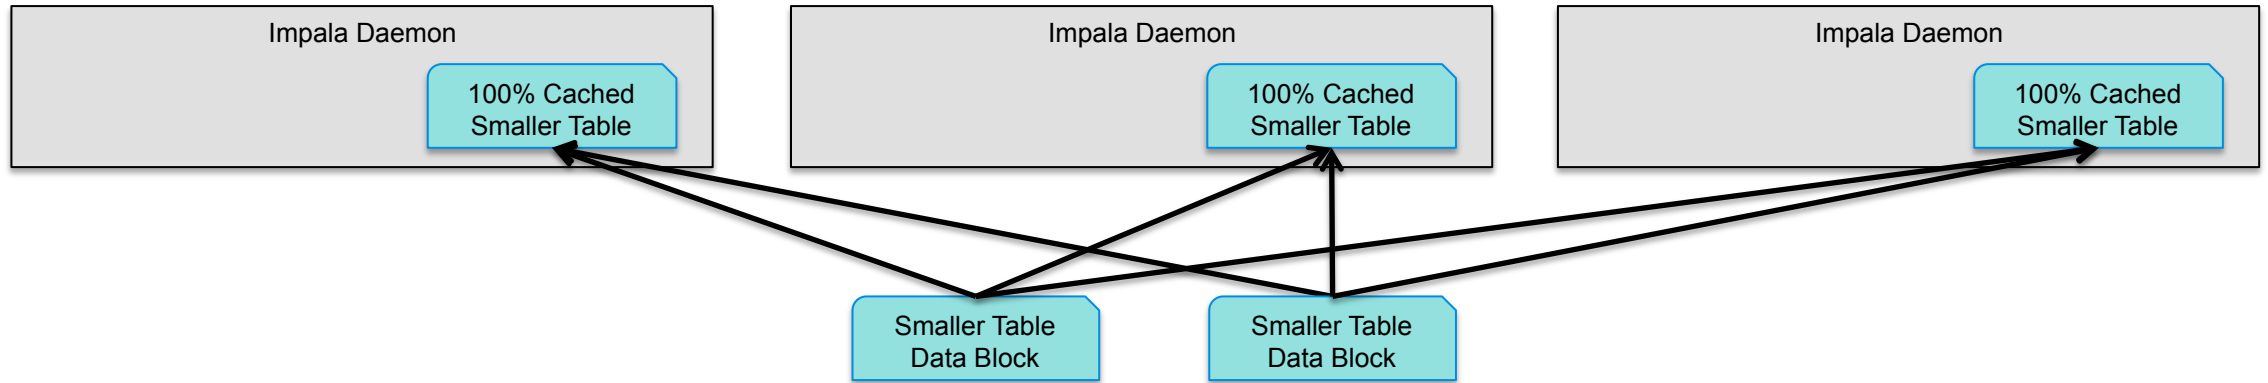 Impala Daemon
100% Cached
Smaller Table
Impala Daemon
100% Cached
Smaller Table
Impala Daemon
100% Cached
Smaller Table
Smaller Table
Data Block
Smaller Table
Data Block